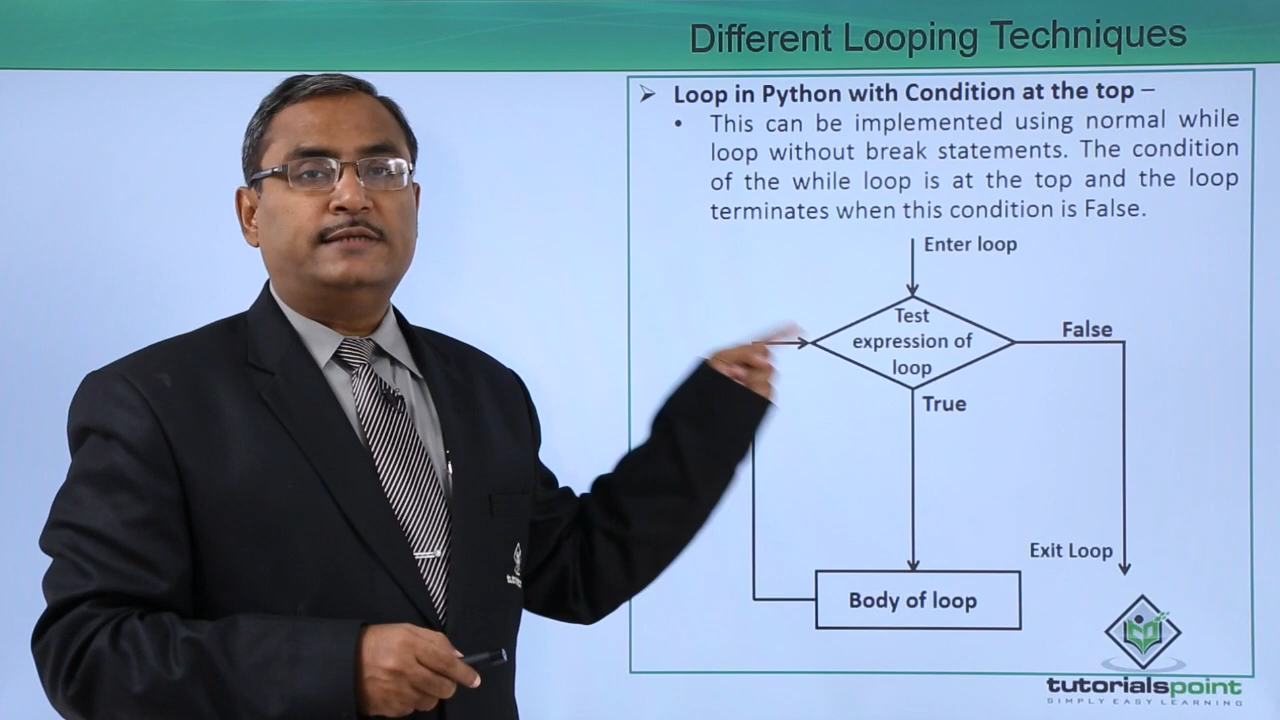 Different Looping Techniques
➢ Loop in Python with Condition at the top –
• This can be implemented using normal while
loop without break statements. The condition
of the while loop is at the top and the loop
terminates when this condition is False.
Enter loop
Test
expression of
loop
False
True
Exit Loop
Body of loop
tutorialspoint
SIMPLY EASY LEARNING